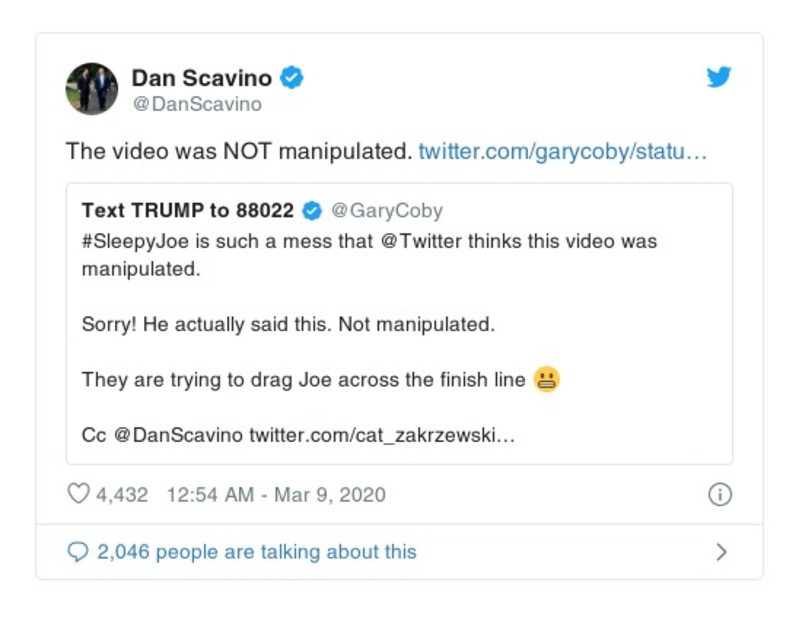 Dan Scavino
@DanScavino
The video was NOT manipulated. twitter.com/garycoby/statu…
Text TRUMP to 88022 @GaryCoby
#SleepyJoe is such a mess that @Twitter thinks this video was
manipulated.
Sorry! He actually said this. Not manipulated.
They are trying to drag Joe across the finish line 😬
Cc @DanScavino twitter.com/cat_zakrzewski…
4,432 12:54 AM - Mar 9, 2020
2,046 people are talking about this